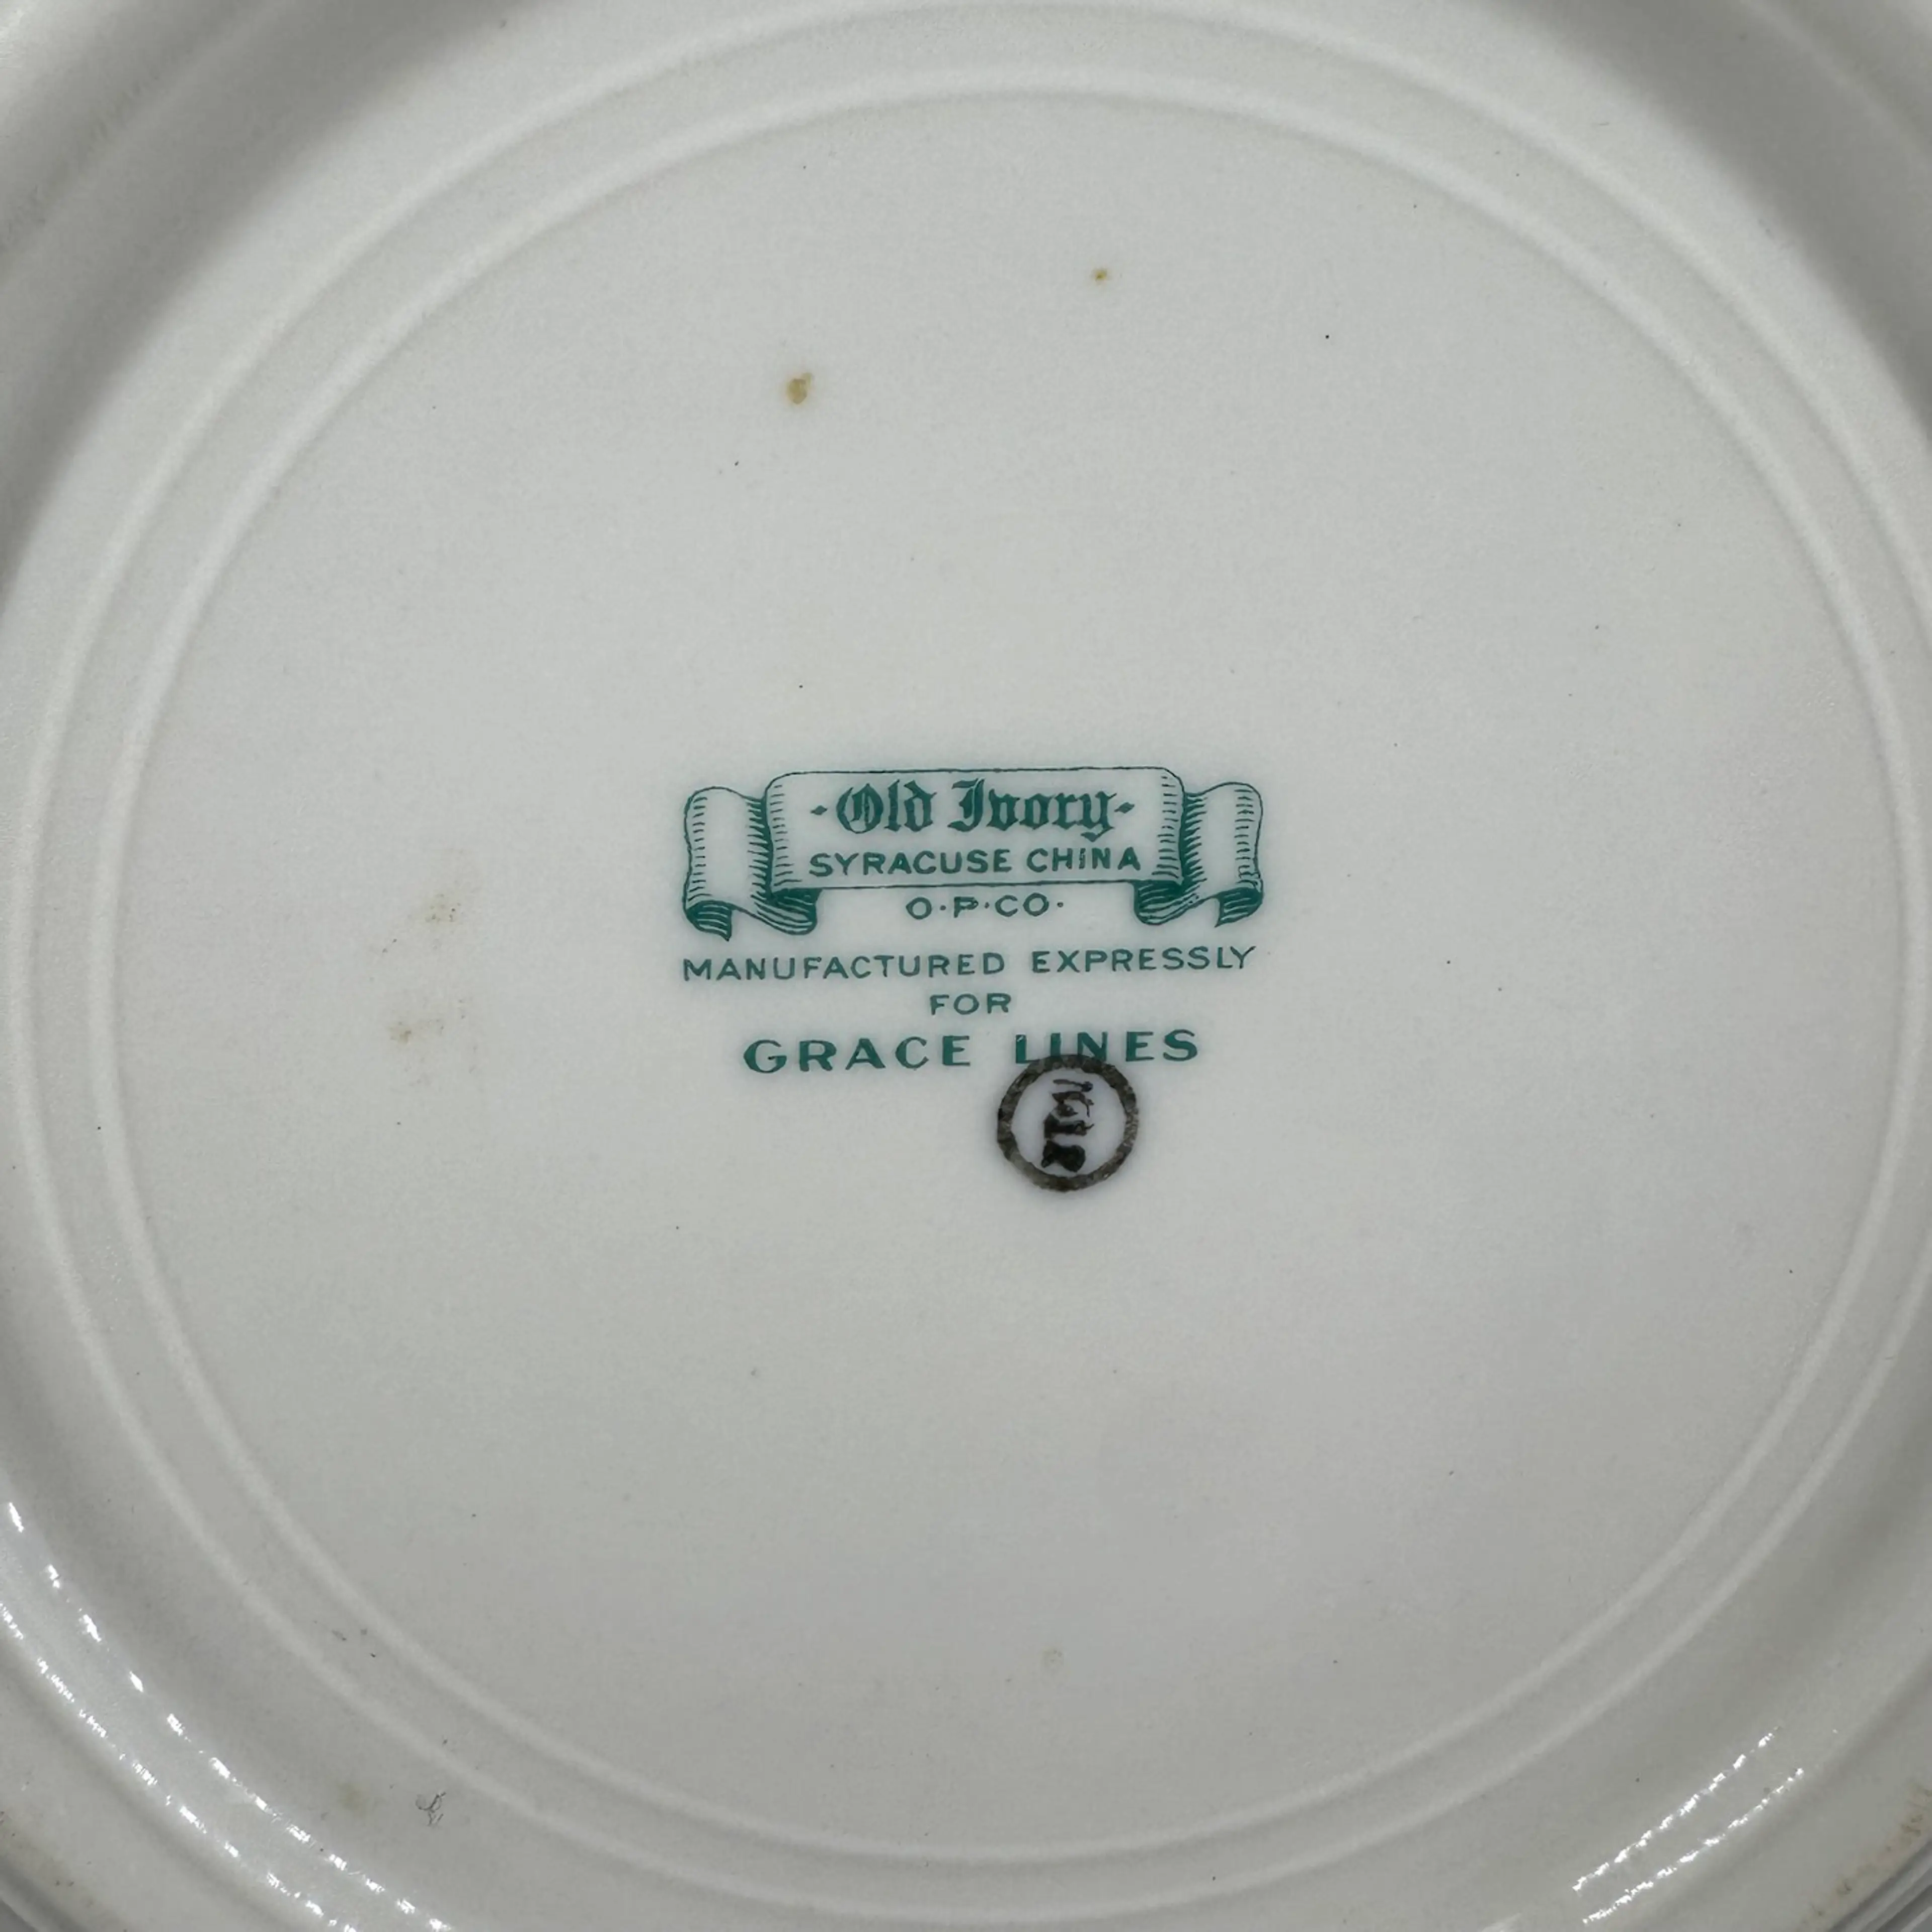 -Old Ivory-
SYRACUSE CHINA
O·P·CO·
MANUFACTURED EXPRESSLY
FOR
GRACE LINES